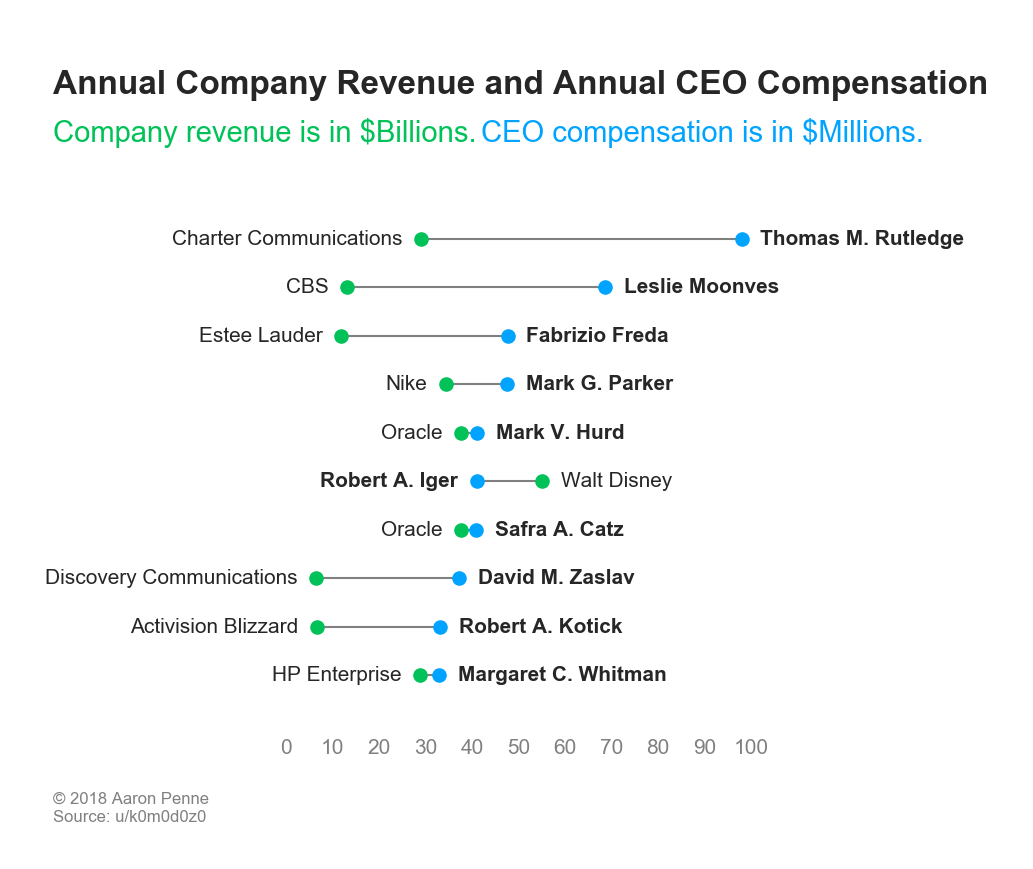 Annual Company Revenue and Annual CEO Compensation
Company revenue is in $Billions. CEO compensation is in $Millions.
Charter Communications Thomas M. Rutledge
CBS Leslie Moonves
Estee Lauder Fabrizio Freda
Nike Mark G. Parker
Oracle Mark V. Hurd
Robert A. Iger Walt Disney
Oracle Safra A. Catz
Discovery Communications David M. Zaslav
Activision Blizzard Robert A. Kotick
HP Enterprise Margaret C. Whitman
0 10 20 30 40 50 60 70 80 90 100
© 2018 Aaron Penne
Source: u/k0m0d0z0